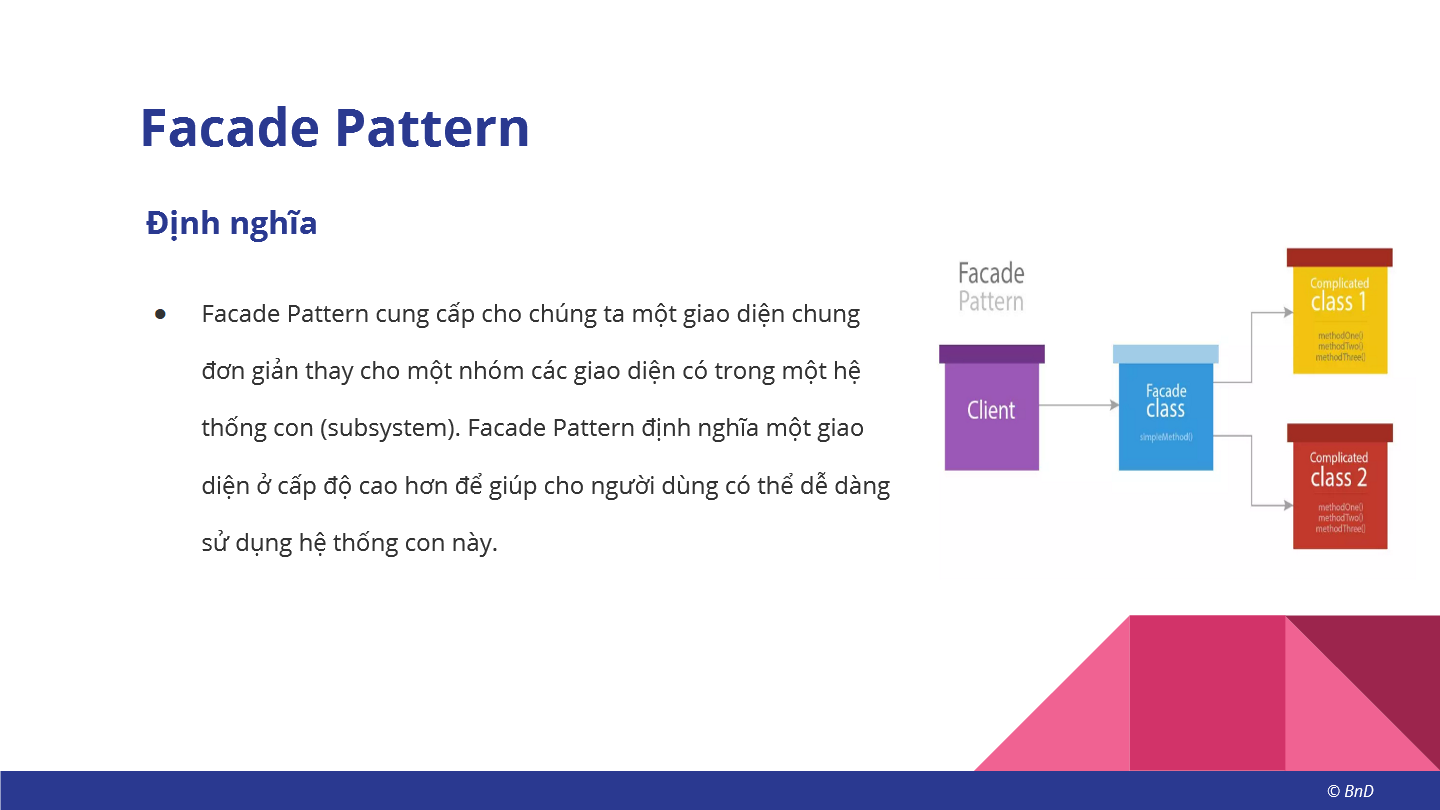 Facade Pattern
Định nghĩa
● Facade Pattern cung cấp cho chúng ta một giao diện chung
đơn giản thay cho một nhóm các giao diện có trong một hệ
thống con (subsystem). Facade Pattern định nghĩa một giao
diện ở cấp độ cao hơn để giúp cho người dùng có thể dễ dàng
sử dụng hệ thống con này.
Facade
Pattern
Client
Facade
class
simpleMethod()
Complicated
class 1
methodOne()
methodTwo()
methodThree()
Complicated
class 2
methodOne()
methodTwo()
methodThree()
© BnD